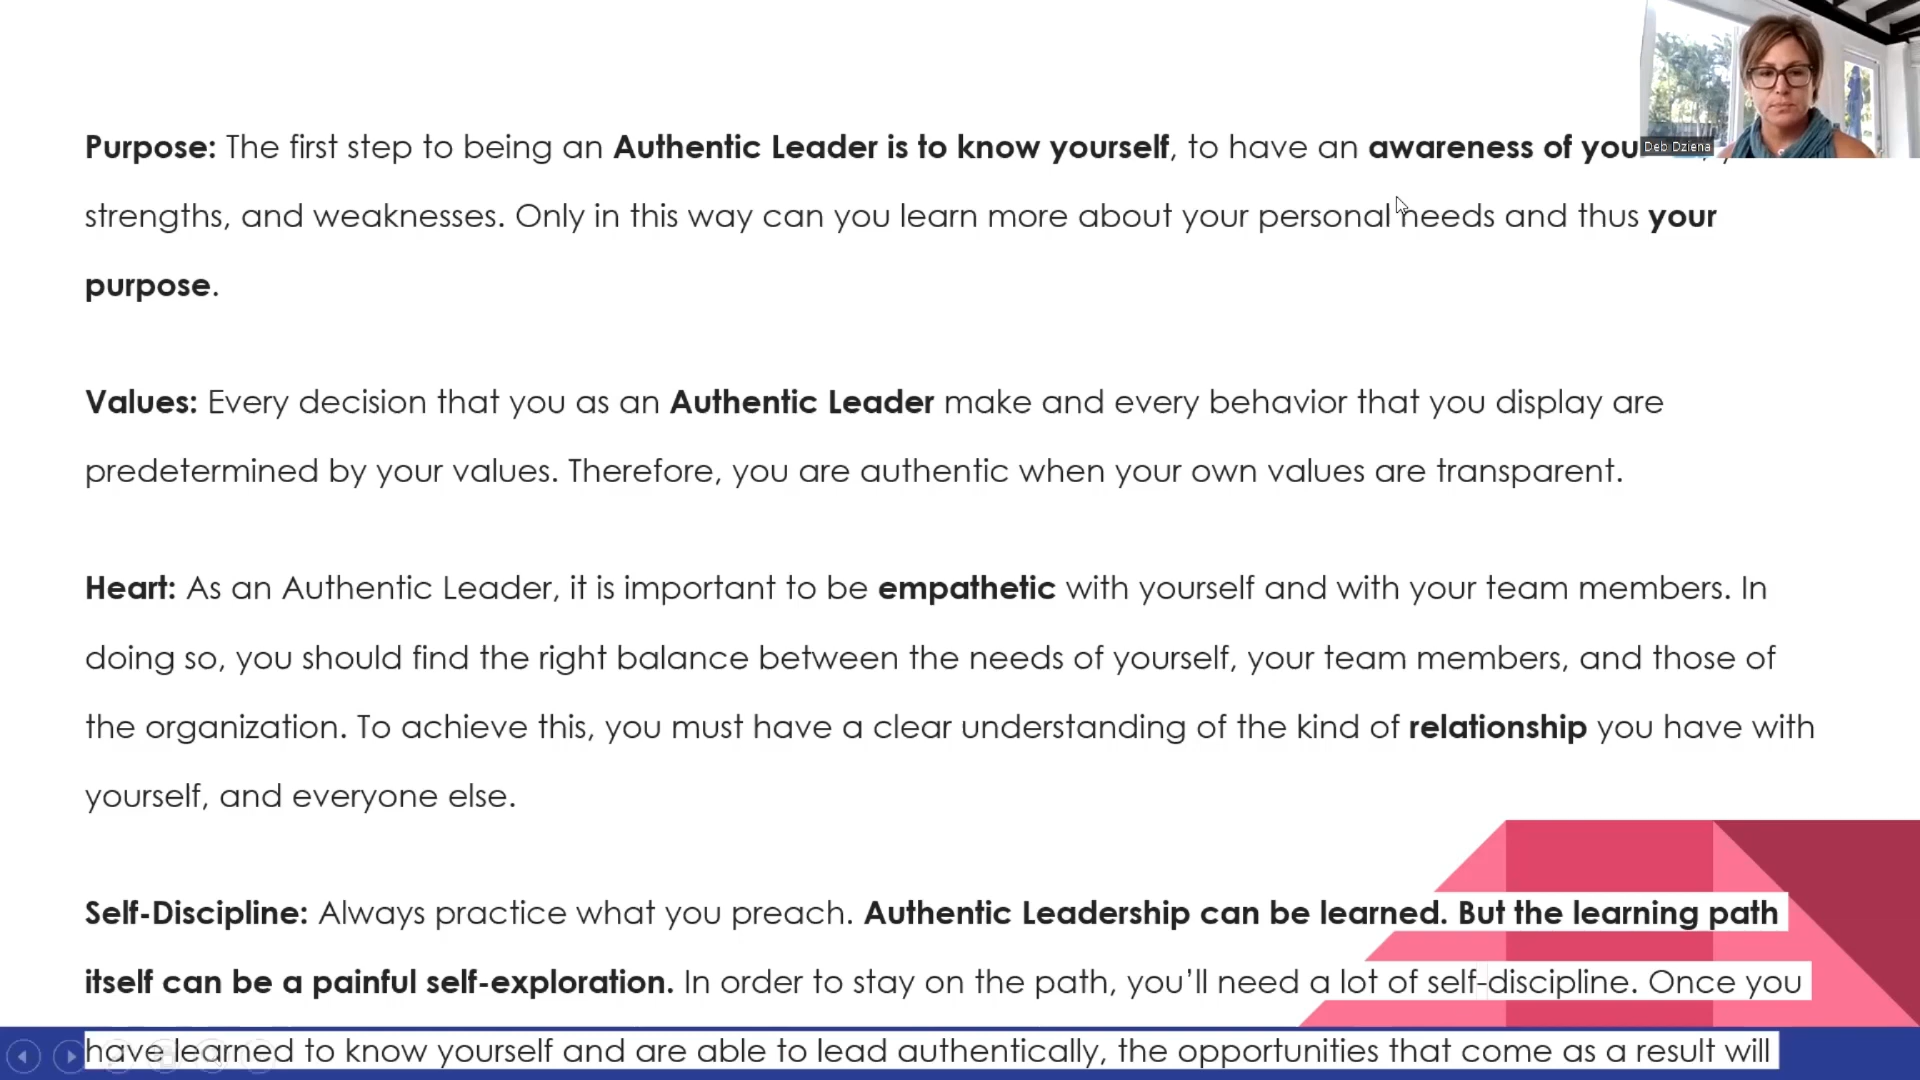 Purpose: The first step to being an Authentic Leader is to know yourself, to have an awareness of you
Deb Dziena
strengths, and weaknesses. Only in this way can you learn more about your personal needs and thus your
purpose.
Values: Every decision that you as an Authentic Leader make and every behavior that you display are
predetermined by your values. Therefore, you are authentic when your own values are transparent.
Heart: As an Authentic Leader, it is important to be empathetic with yourself and with your team members. In
doing so, you should find the right balance between the needs of yourself, your team members, and those of
the organization. To achieve this, you must have a clear understanding of the kind of relationship you have with
yourself, and everyone else.
Self-Discipline: Always practice what you preach. Authentic Leadership can be learned. But the learning path
itself can be a painful self-exploration. In order to stay on the path, you’ll need a lot of self-discipline. Once you
have learned to know yourself and are able to lead authentically, the opportunities that come as a result will